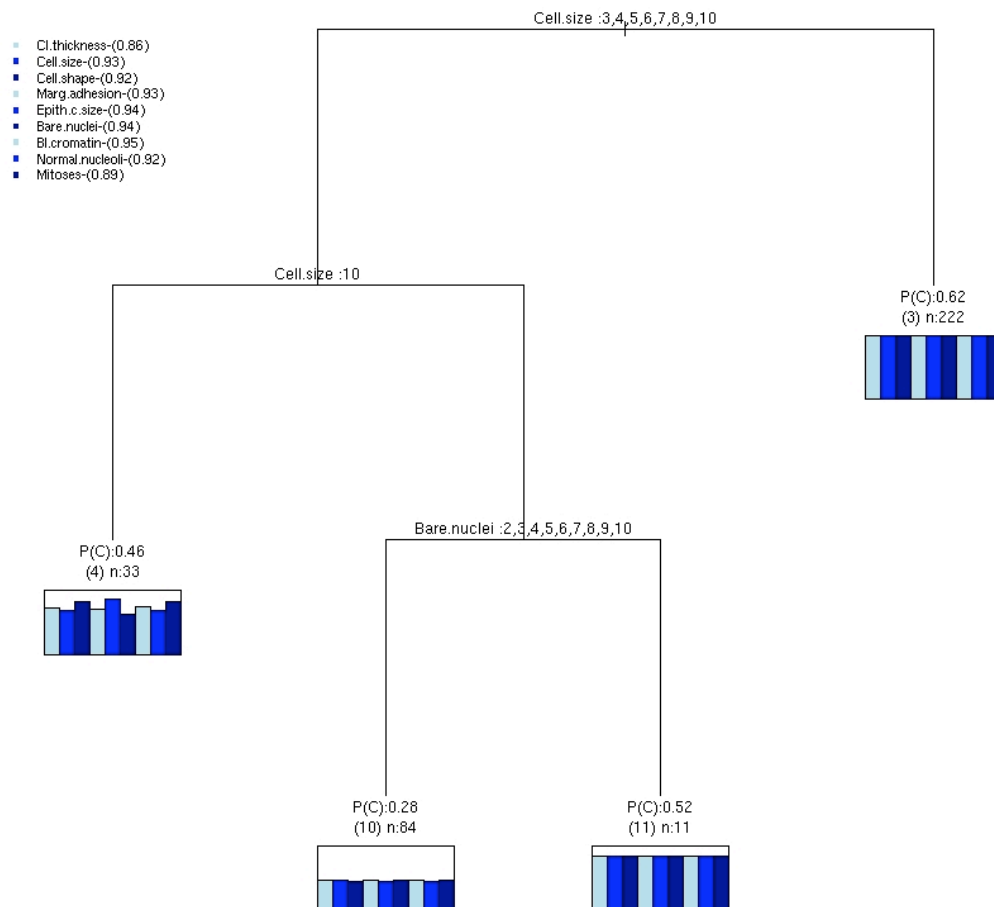 Cell.size :3,4,5,6,7,8,9,10
Cl.thickness-(0.86)
Cell.size-(0.93)
Cell.shape-(0.92)
Marg.adhesion-(0.93)
Epith.c.size-(0.94)
Bare.nuclei-(0.94)
Bl.cromatin-(0.95)
Normal.nucleoli-(0.92)
Mitoses-(0.89)
Cell.size :10
P(C):0.62
(3) n:222
Bare.nuclei :2,3,4,5,6,7,8,9,10
P(C):0.46
(4) n:33
P(C):0.28
(10) n:84
P(C):0.52
(11) n:11